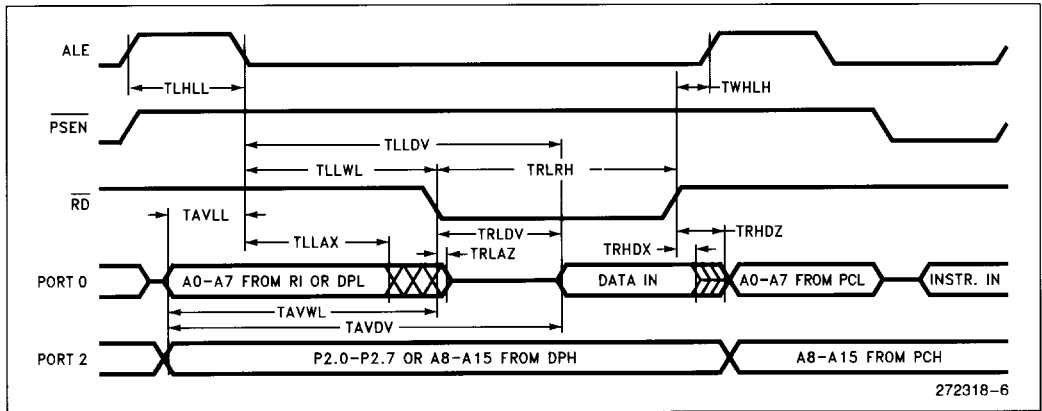 ALE
TLHLL
TWHLH
PSEN
TLLDV
TLLWL
TRLRH
RD
TAVLL
TRLDV
TRHDZ
TLLAX
TRLAZ
TRHDX
PORT 0
A0-A7 FROM RI OR DPL
DATA IN
A0-A7 FROM PCL
INSTR. IN
TAVWL
TAVDV
PORT 2
P2.0-P2.7 OR A8-A15 FROM DPH
A8-A15 FROM PCH
272318-6